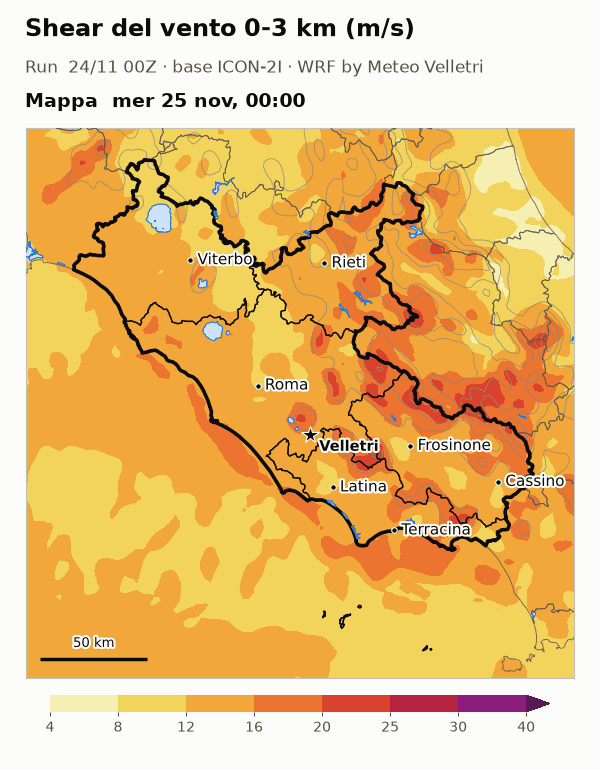 Shear del vento 0-3 km (m/s)
Run  24/11 00Z · base ICON-2I · WRF by Meteo Velletri
Mappa  mer 25 nov, 00:00
Viterbo
Rieti
Roma
Velletri
Frosinone
Cassino
Latina
Terracina
50 km
4 8 12 16 20 25 30 40